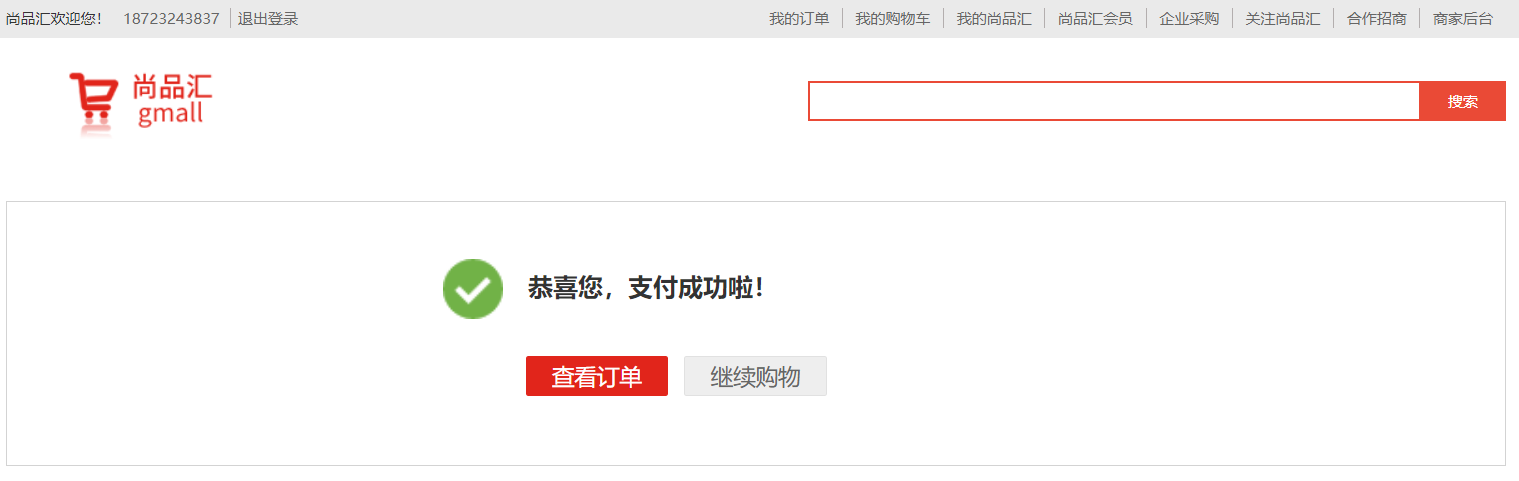 尚品汇欢迎您! 18723243837 退出登录 我的订单 我的购物车 我的尚品汇 尚品汇会员 企业采购 关注尚品汇 合作招商 商家后台
尚品汇
gmall
搜索
恭喜您，支付成功啦！
查看订单 继续购物